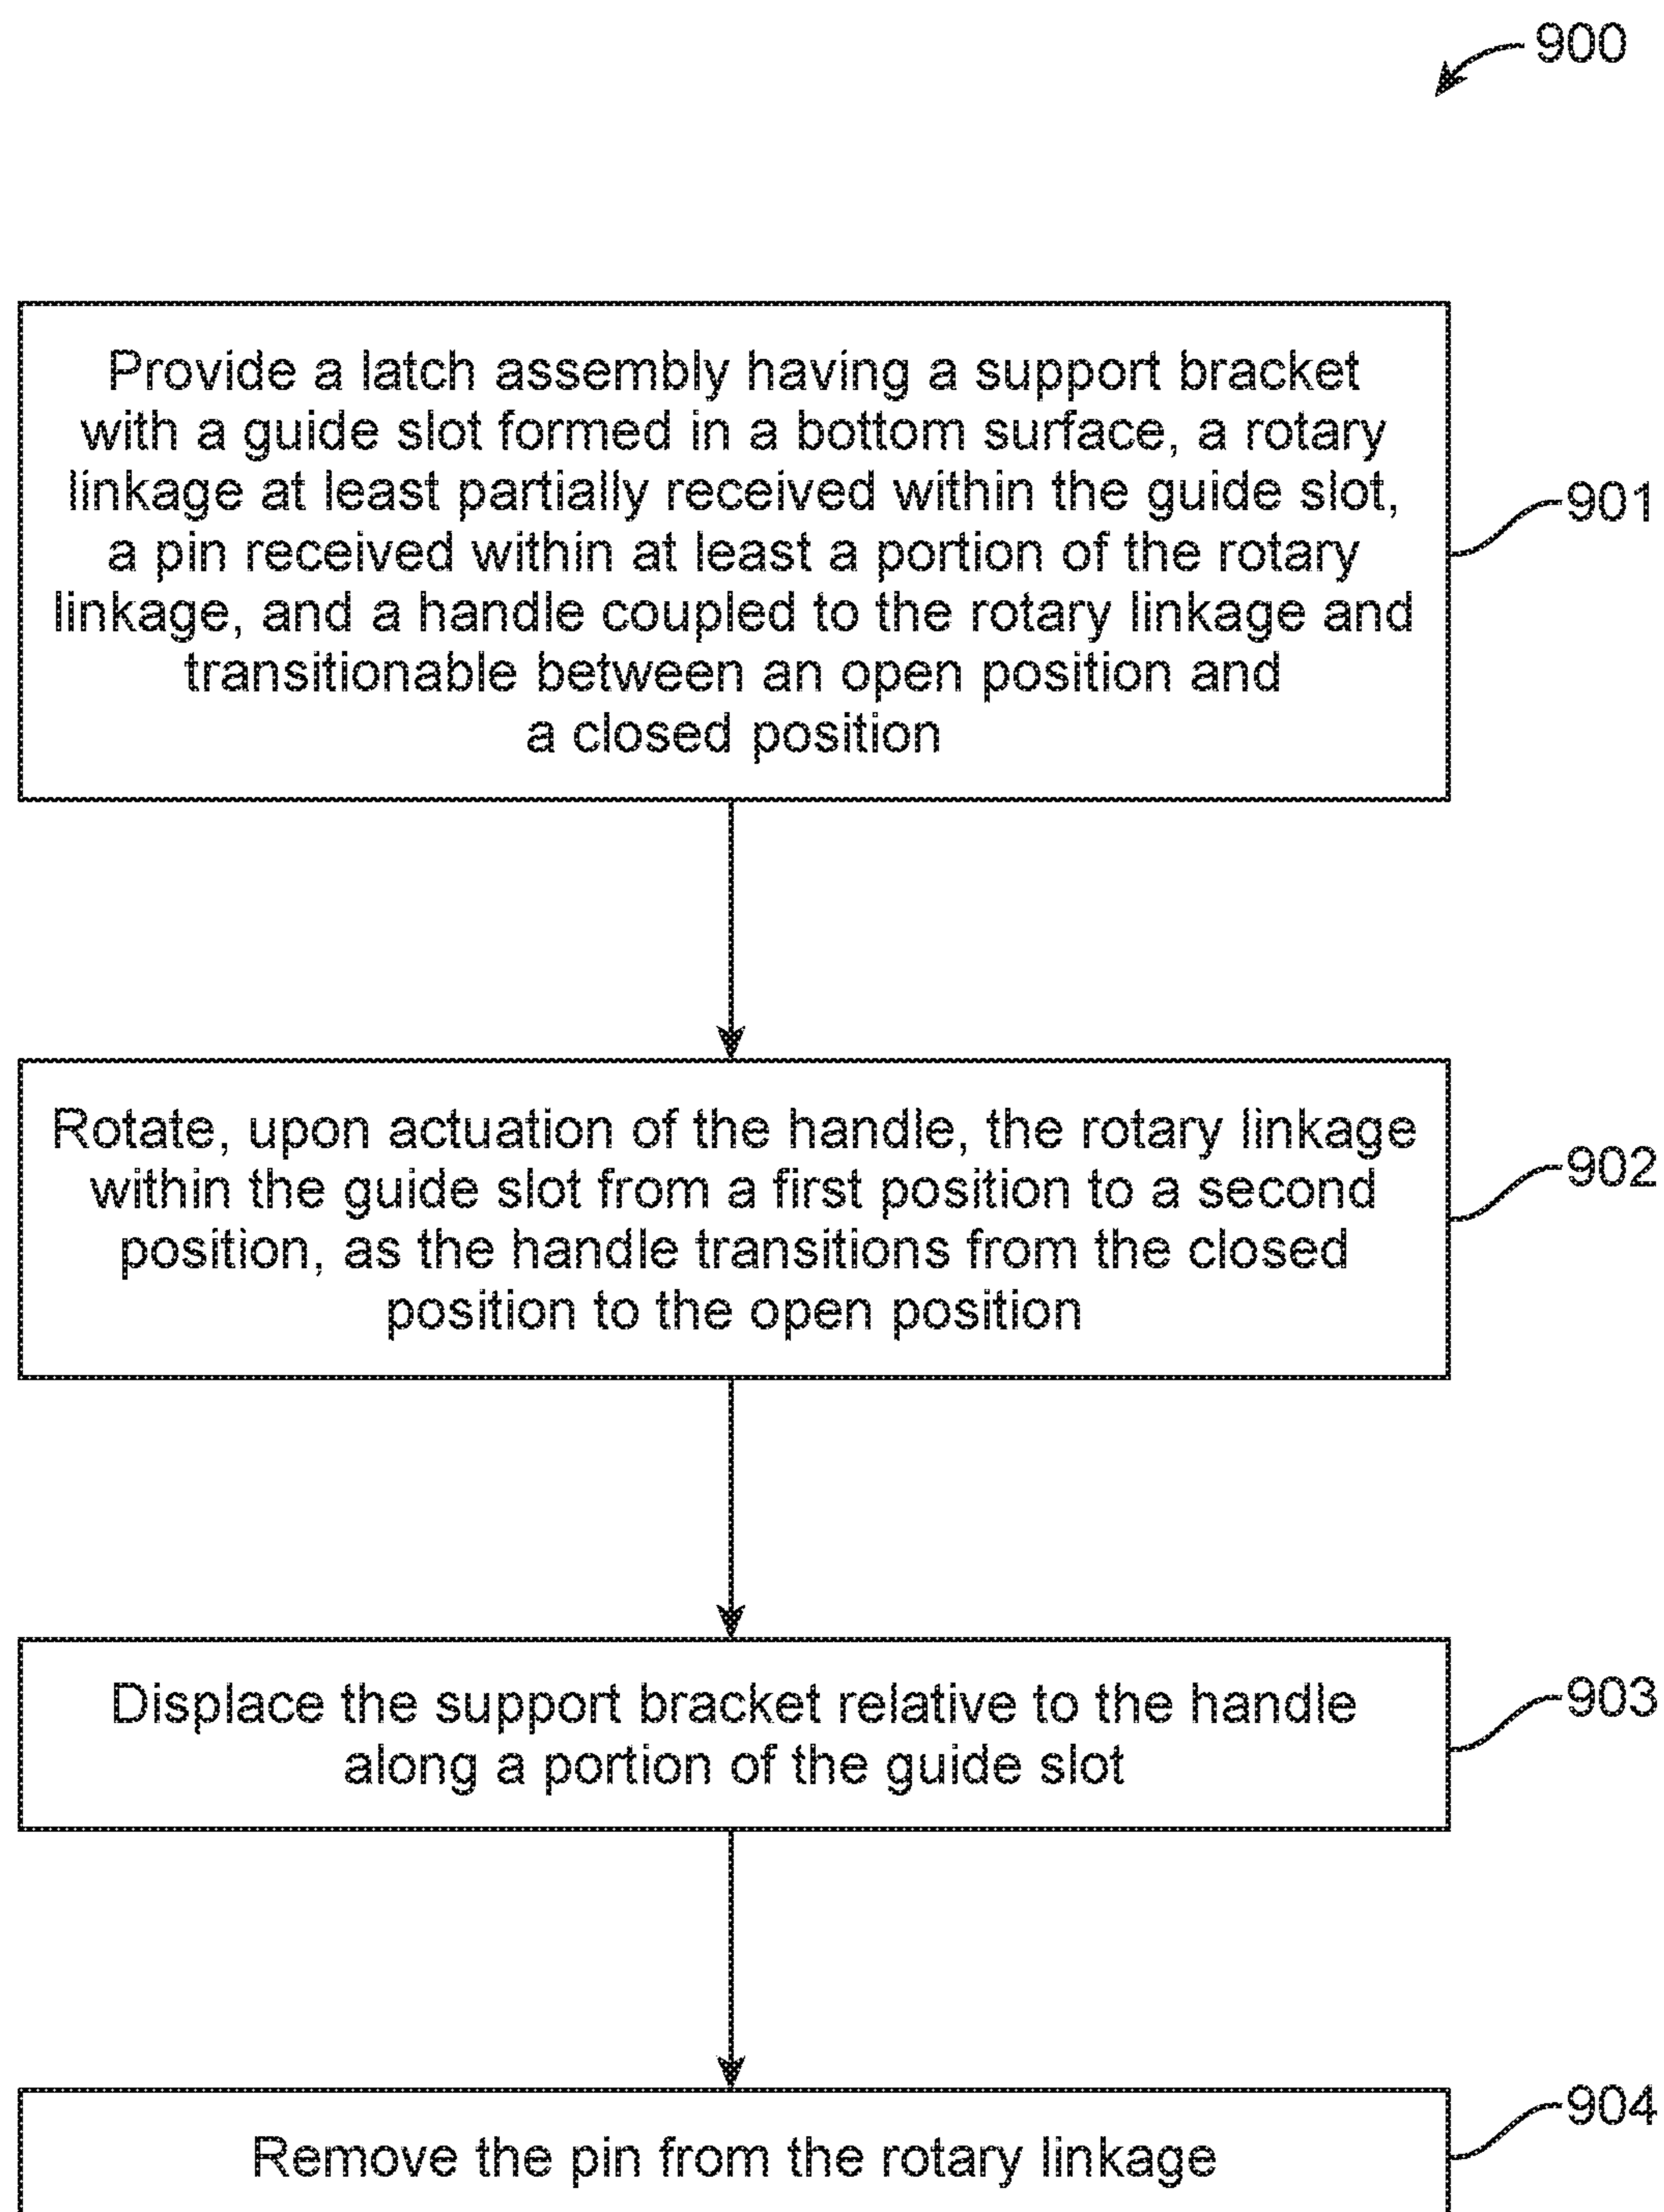 900
Provide a latch assembly having a support bracket
with a guide slot formed in a bottom surface, a rotary
linkage at least partially received within the guide slot,
a pin received within at least a portion of the rotary
linkage, and a handle coupled to the rotary linkage and
transitionable between an open position and
a closed position
901
Rotate, upon actuation of the handle, the rotary linkage
within the guide slot from a first position to a second
position, as the handle transitions from the closed
position to the open position
902
Displace the support bracket relative to the handle
along a portion of the guide slot
903
Remove the pin from the rotary linkage
904